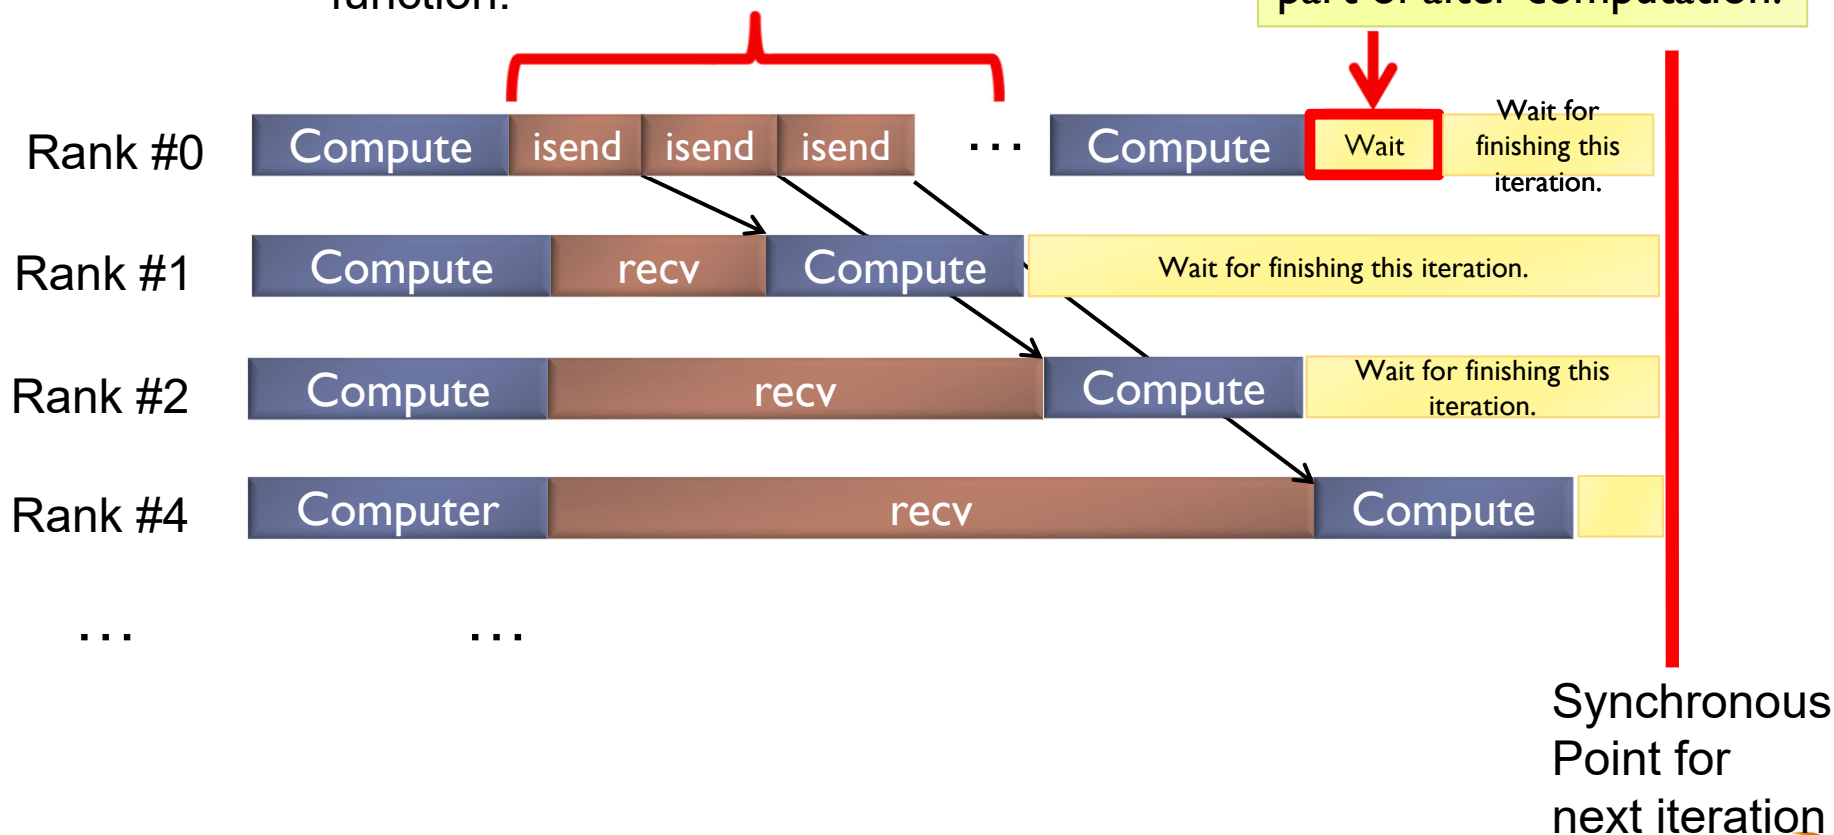 function.
part of after computation.
Rank #0
Compute
isend
isend
isend
…
Compute
Wait
Wait for
finishing this
iteration.
Rank #1
Compute
recv
Compute
Wait for finishing this iteration.
Rank #2
Compute
recv
Compute
Wait for finishing this
iteration.
Rank #4
Computer
recv
Compute
…
…
Synchronous
Point for
next iteration